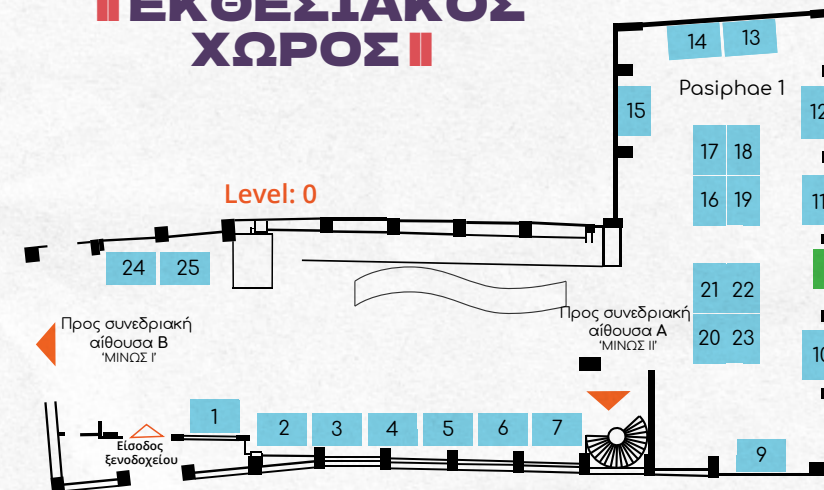 ΕΚΘΕΣΙΑΚΟΣ
ΧΩΡΟΣ
14 13
Pasiphae 1
15
12
17 18
16 19
11
Level: 0
24 25
21 22
20 23
10
Προς συνεδριακή
αίθουσα Β
‘ΜΙΝΩΣ Ι’
Προς συνεδριακή
αίθουσα Α
‘ΜΙΝΩΣ ΙΙ’
1
2 3 4 5 6 7
9
Είσοδος
ξενοδοχείου